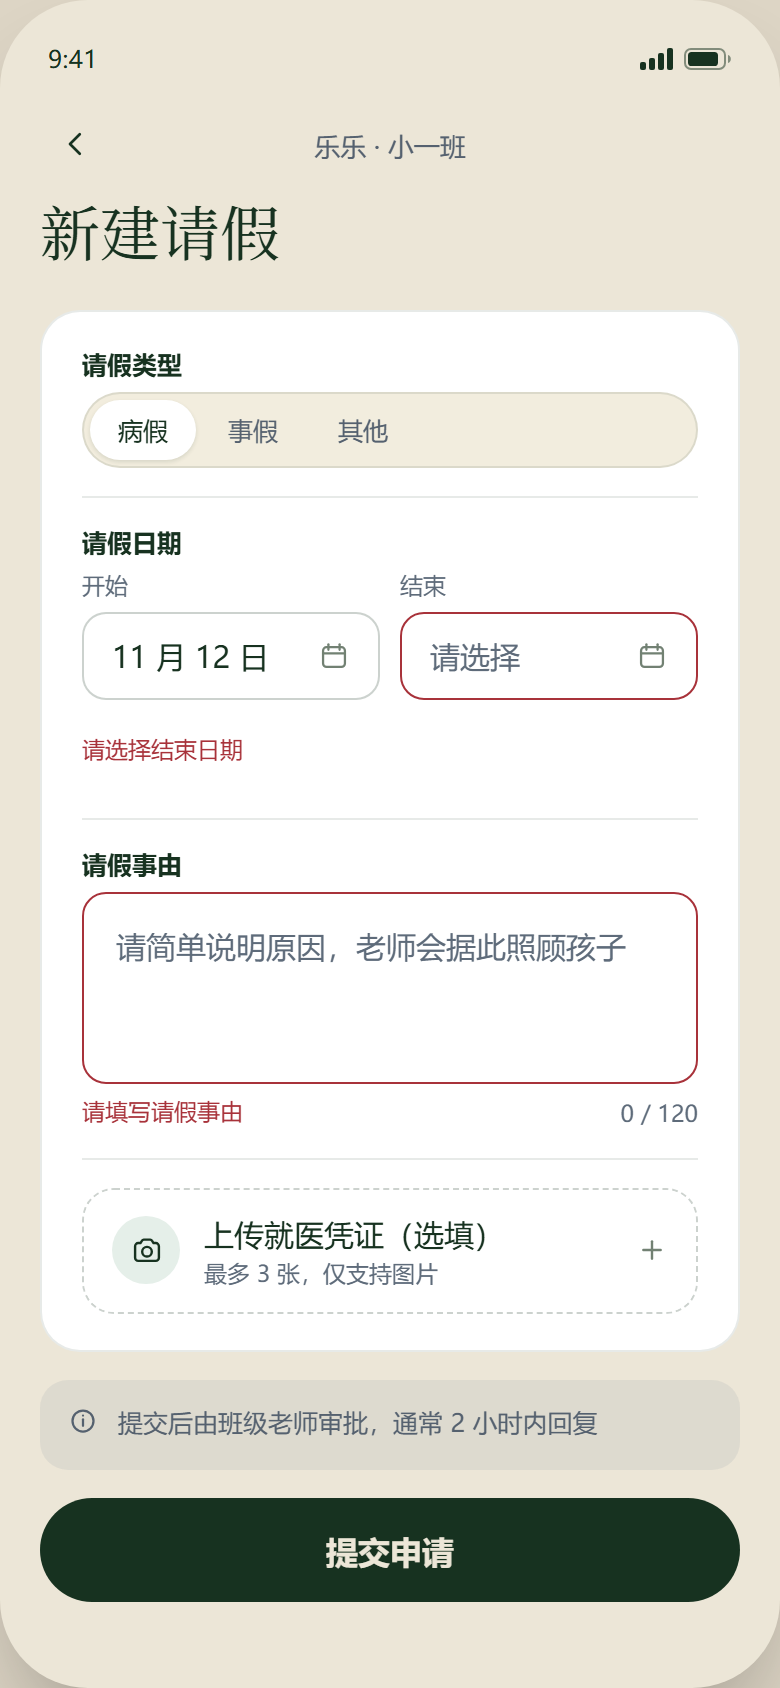 9:41
乐乐 · 小一班
新建请假
请假类型
病假 事假 其他
请假日期
开始 结束
11 月 12 日 请选择
请选择结束日期
请假事由
请简单说明原因，老师会据此照顾孩子
请填写请假事由 0 / 120
上传就医凭证（选填）
最多 3 张，仅支持图片
提交后由班级老师审批，通常 2 小时内回复
提交申请